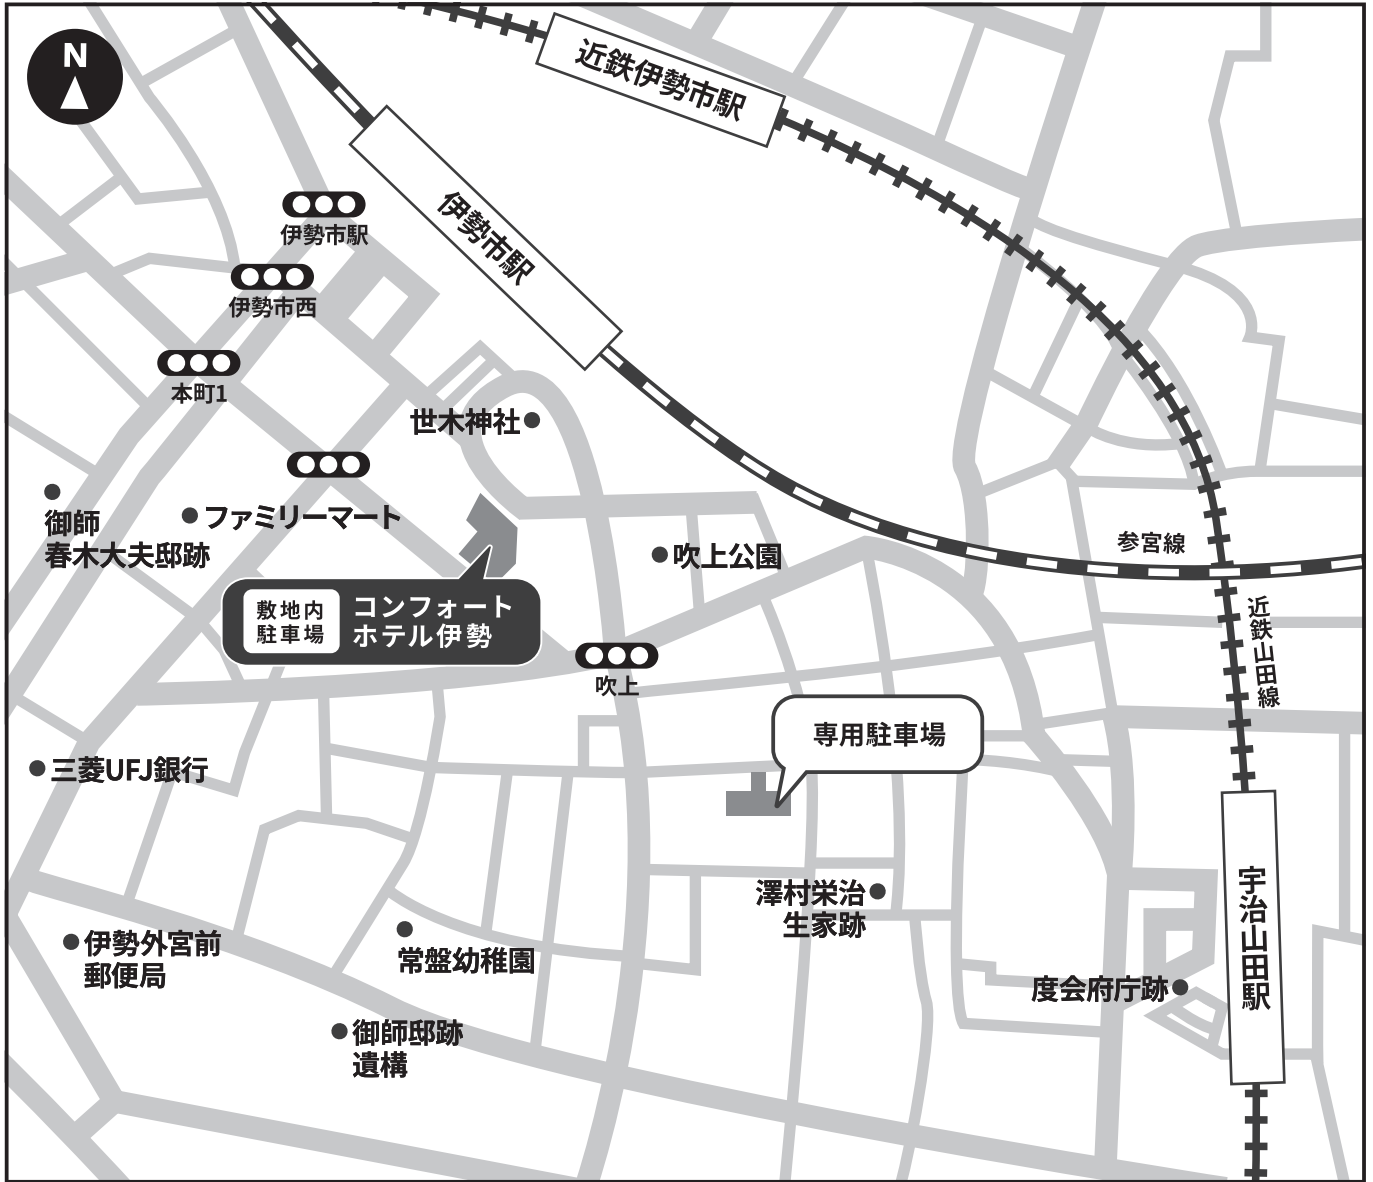 N
近鉄伊勢市駅
伊勢市駅
伊勢市駅
伊勢市西
本町1
世木神社
御師
春木大夫邸跡
ファミリーマート
吹上公園
参宮線
近鉄山田線
敷地内
駐車場
コンフォート
ホテル伊勢
吹上
専用駐車場
三菱UFJ銀行
澤村栄治
生家跡
宇治山田駅
伊勢外宮前
郵便局
常盤幼稚園
度会府庁跡
御師邸跡
遺構